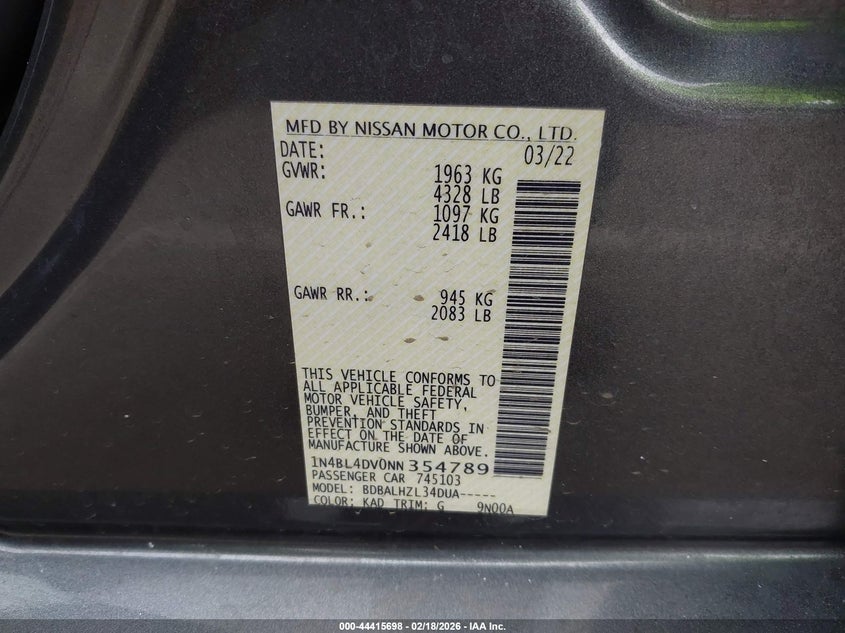 MFD BY NISSAN MOTOR CO., LTD.
DATE: 03/22
GVWR: 1963 KG
4328 LB
GAWR FR.: 1097 KG
2418 LB
GAWR RR.: 945 KG
2083 LB
THIS VEHICLE CONFORMS TO
ALL APPLICABLE FEDERAL
MOTOR VEHICLE SAFETY,
BUMPER, AND THEFT
PREVENTION STANDARDS IN
EFFECT ON THE DATE OF
MANUFACTURE SHOWN ABOVE.
1N4BL4DV0NN354789
PASSENGER CAR 745103
MODEL: BDBALHZL34DUA-----
COLOR: KAD TRIM: G 9N00A
000-44415698 - 02/18/2026 - IAA Inc.